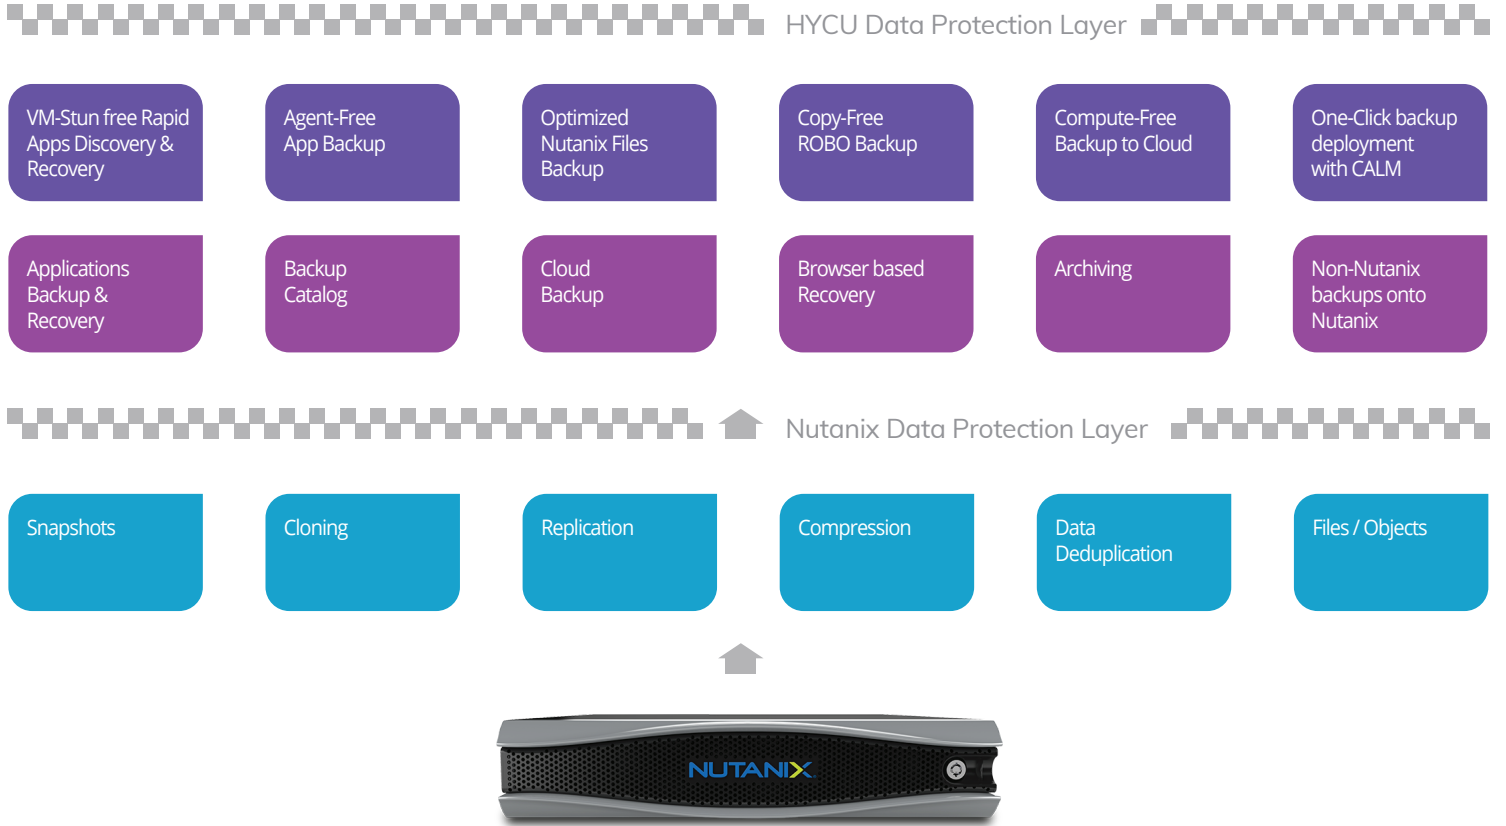 HYCU Data Protection Layer
VM-Stun free Rapid
Apps Discovery &
Recovery
Agent-Free
App Backup
Optimized
Nutanix Files
Backup
Copy-Free
ROBO Backup
Compute-Free
Backup to Cloud
One-Click backup
deployment
with CALM
Applications
Backup &
Recovery
Backup
Catalog
Cloud
Backup
Browser based
Recovery
Archiving
Non-Nutanix
backups onto
Nutanix
Nutanix Data Protection Layer
Snapshots
Cloning
Replication
Compression
Data
Deduplication
Files / Objects
NUTANIX